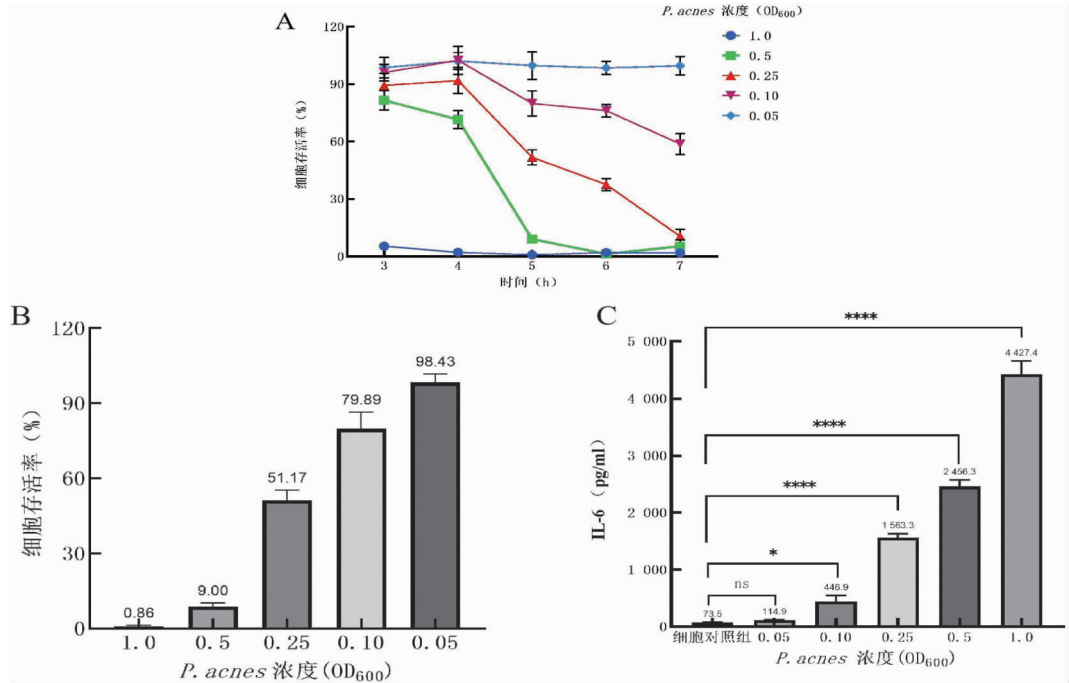 A
P. acnes 浓度 (OD600)
1.0
0.5
0.25
0.10
0.05
细胞存活率 (%)
120
90
60
30
0
3 4 5 6 7
时间 (h)
B
细胞存活率 (%)
120
90
60
30
0
0.86
9.00
51.17
79.89
98.43
1.0 0.5 0.25 0.10 0.05
P. acnes 浓度(OD600)
C
IL-6 (pg/ml)
5 000
4 000
3 000
2 000
1 000
0
****
****
****
*
ns
73.5
114.9
446.9
1 563.3
2 456.3
4 427.4
细胞对照组 0.05 0.10 0.25 0.5 1.0
P. acnes 浓度(OD600)